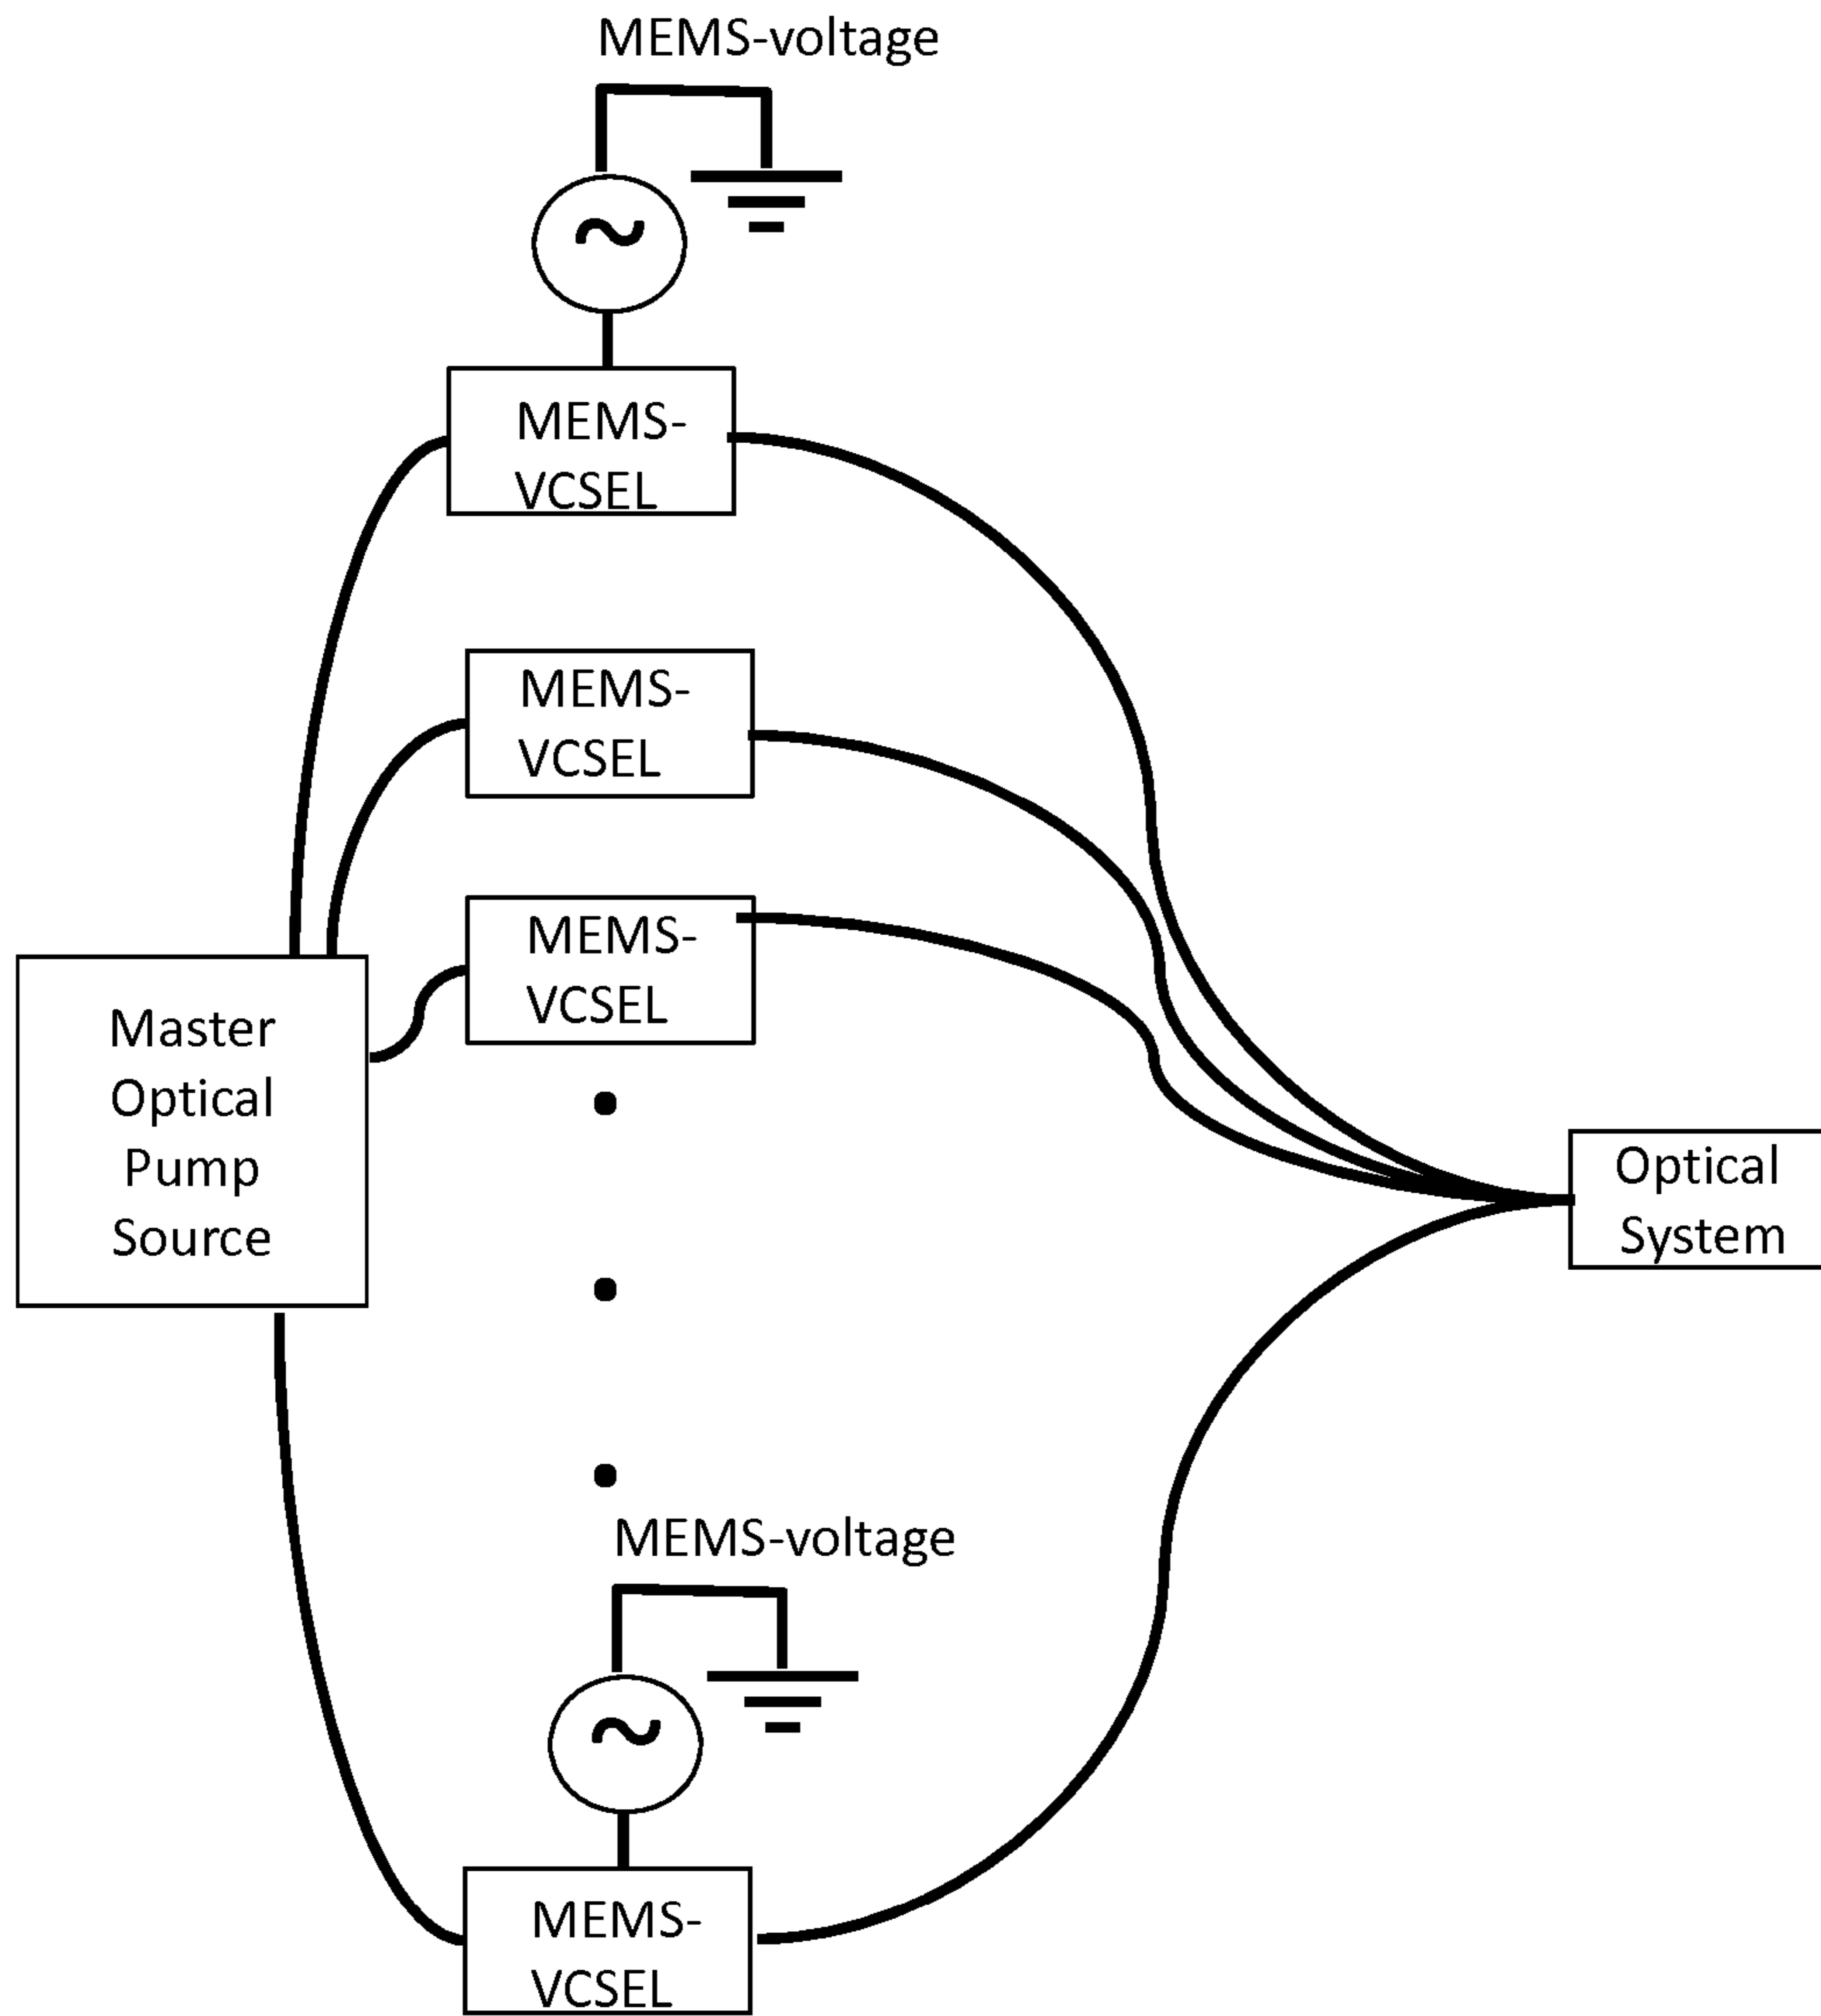 MEMS-voltage
~
MEMS-
VCSEL
MEMS-
VCSEL
MEMS-
VCSEL
Master
Optical
Pump
Source
Optical
System
MEMS-voltage
~
MEMS-
VCSEL